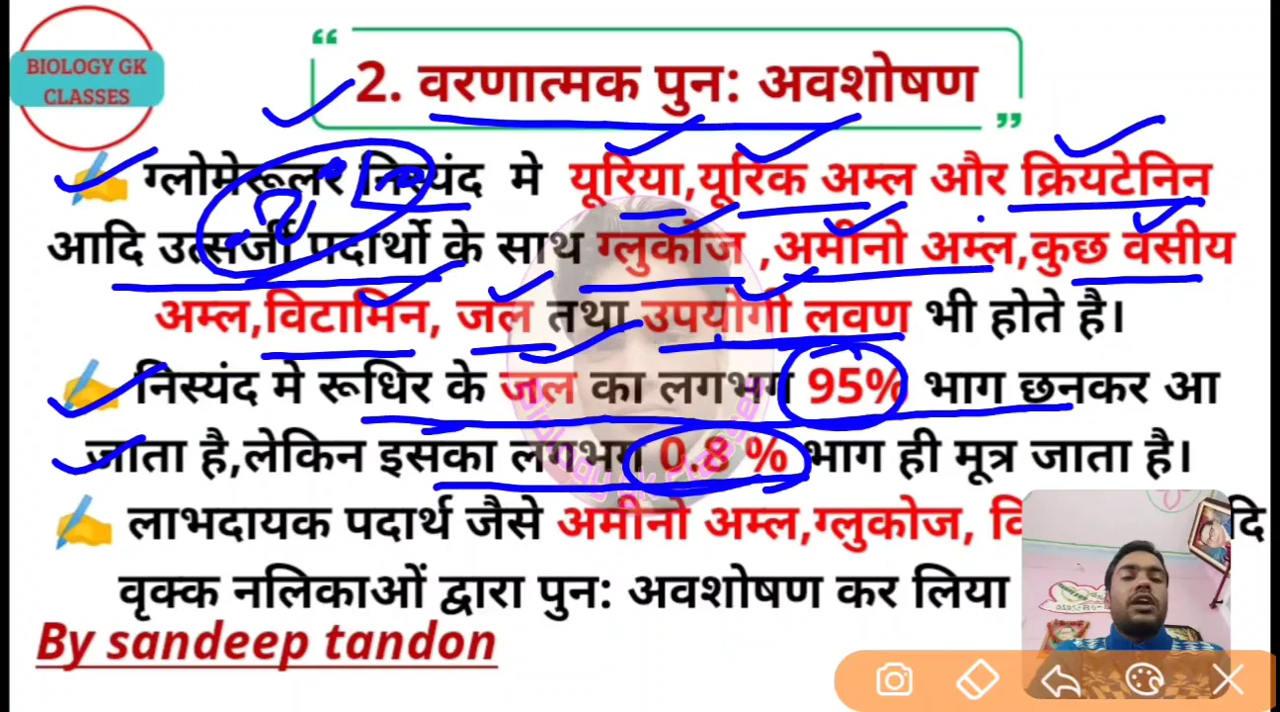 BIOLOGY GK
CLASSES
2. वरणात्मक पुन: अवशोषण
ग्लोमेरूलर निस्यंद मे यूरिया,यूरिक अम्ल और क्रियटेनिन
आदि उत्सर्जी पदार्थो के साथ ग्लुकोज ,अमीनो अम्ल,कुछ वसीय
अम्ल,विटामिन, जल तथा उपयोगी लवण भी होते है।
निस्यंद मे रूधिर के जल का लगभग 95% भाग छनकर आ
जाता है,लेकिन इसका लगभग 0.8 % भाग ही मूत्र जाता है।
लाभदायक पदार्थ जैसे अमीनो अम्ल,ग्लुकोज,
वृक्क नलिकाओं द्वारा पुन: अवशोषण कर लिया
By sandeep tandon